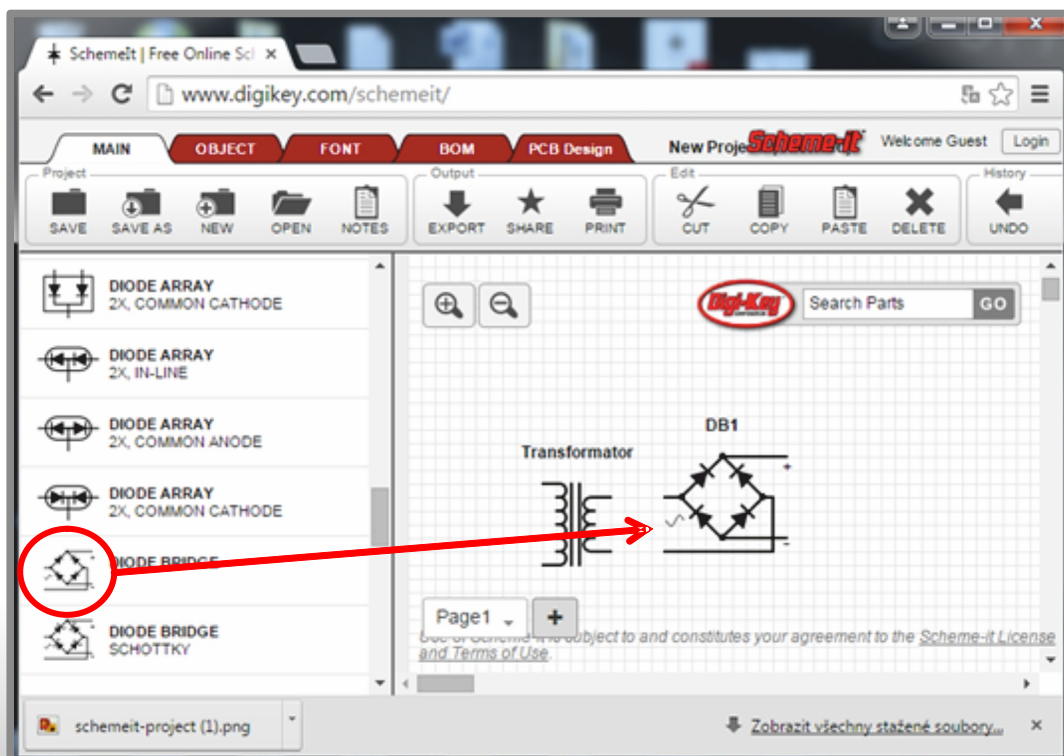 SchemeIt | Free Online Sch
www.digikey.com/schemeit/
MAIN OBJECT FONT BOM PCB Design New Proje Scheme-it Welcome Guest Login
Project Output Edit History
SAVE SAVE AS NEW OPEN NOTES EXPORT SHARE PRINT CUT COPY PASTE DELETE UNDO
DIODE ARRAY
2X, COMMON CATHODE
DIODE ARRAY
2X, IN-LINE
DIODE ARRAY
2X, COMMON ANODE
DIODE ARRAY
2X, COMMON CATHODE
DIODE BRIDGE
DIODE BRIDGE
SCHOTTKY
Digi-Key Search Parts GO
DB1
Transformator
+
-
Page1 +
Use of Scheme-it is subject to and constitutes your agreement to the Scheme-it License
and Terms of Use.
schemeit-project (1).png Zobrazit všechny stažené soubory...